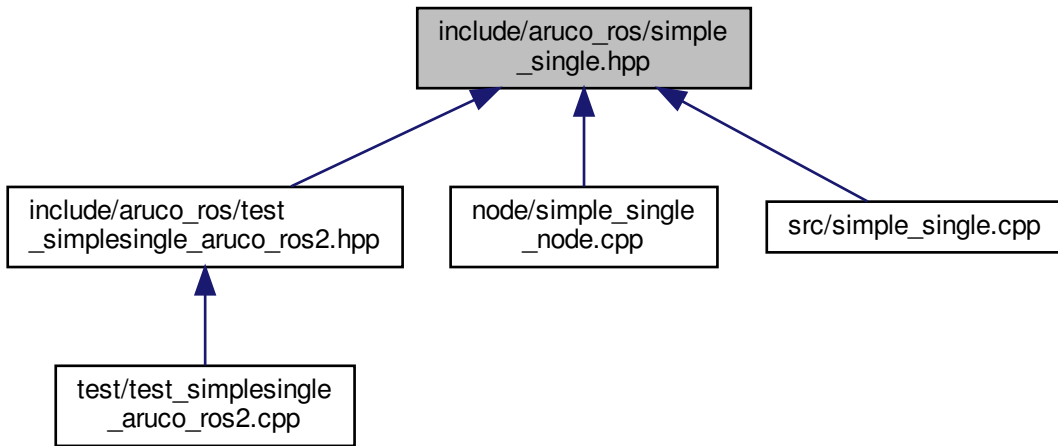 include/aruco_ros/simple
_single.hpp
include/aruco_ros/test
_simplesingle_aruco_ros2.hpp
node/simple_single
_node.cpp
src/simple_single.cpp
test/test_simplesingle
_aruco_ros2.cpp